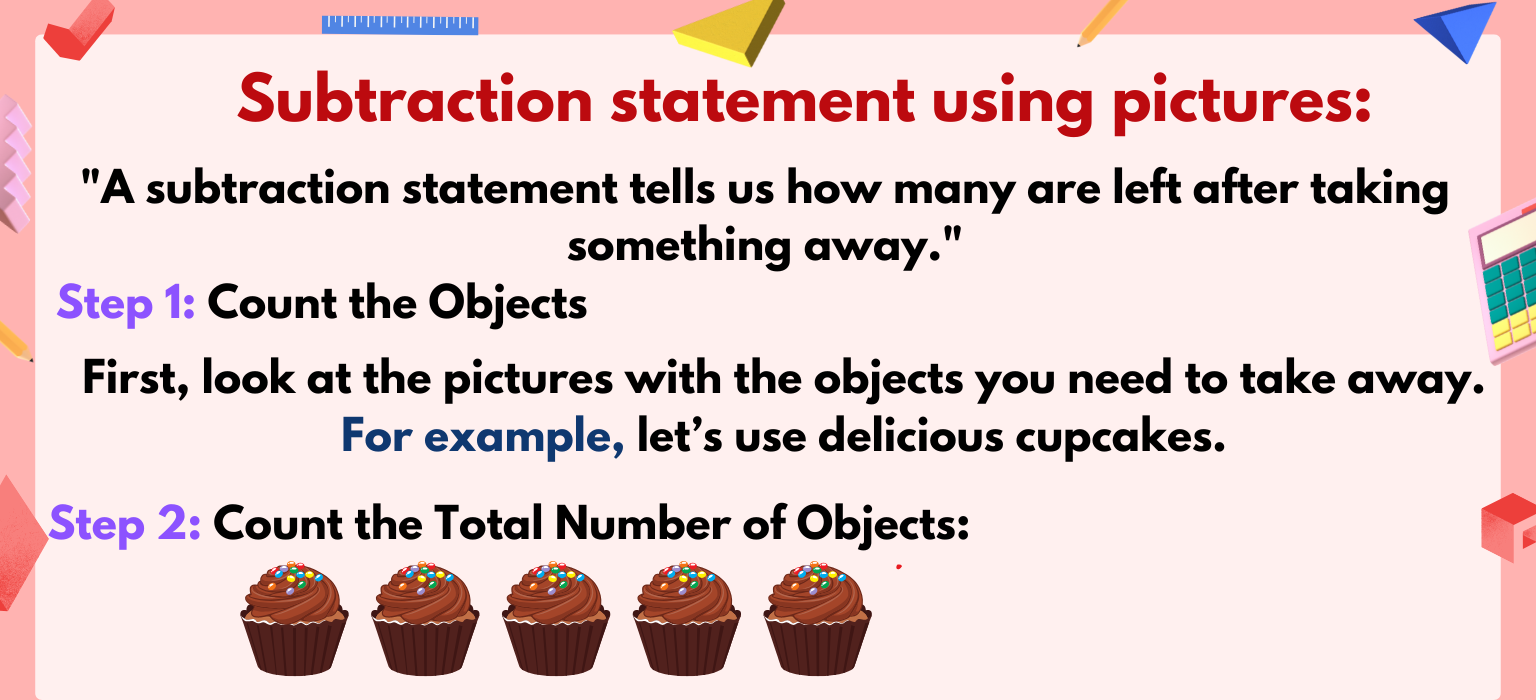 Subtraction statement using pictures:
"A subtraction statement tells us how many are left after taking
something away."
Step 1: Count the Objects
First, look at the pictures with the objects you need to take away.
For example, let’s use delicious cupcakes.
Step 2: Count the Total Number of Objects: